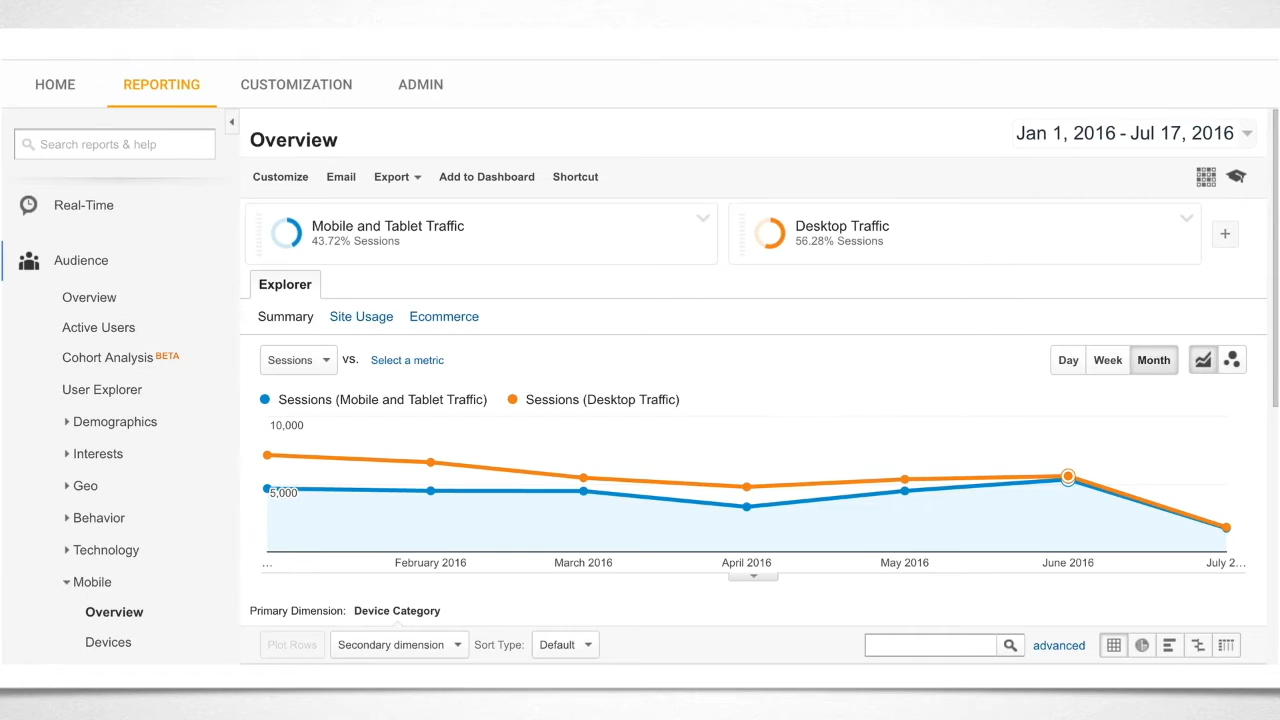 HOME REPORTING CUSTOMIZATION ADMIN
Search reports & help
Real-Time
Audience
Overview
Active Users
Cohort Analysis BETA
User Explorer
Demographics
Interests
Geo
Behavior
Technology
Mobile
Overview
Devices
Overview
Jan 1, 2016 - Jul 17, 2016
Customize Email Export Add to Dashboard Shortcut
Mobile and Tablet Traffic
43.72% Sessions
Desktop Traffic
56.28% Sessions
+
Explorer
Summary Site Usage Ecommerce
Sessions VS. Select a metric
Day Week Month
Sessions (Mobile and Tablet Traffic) Sessions (Desktop Traffic)
10,000
5,000
... February 2016 March 2016 April 2016 May 2016 June 2016 July 2...
Primary Dimension: Device Category
Plot Rows Secondary dimension Sort Type: Default advanced